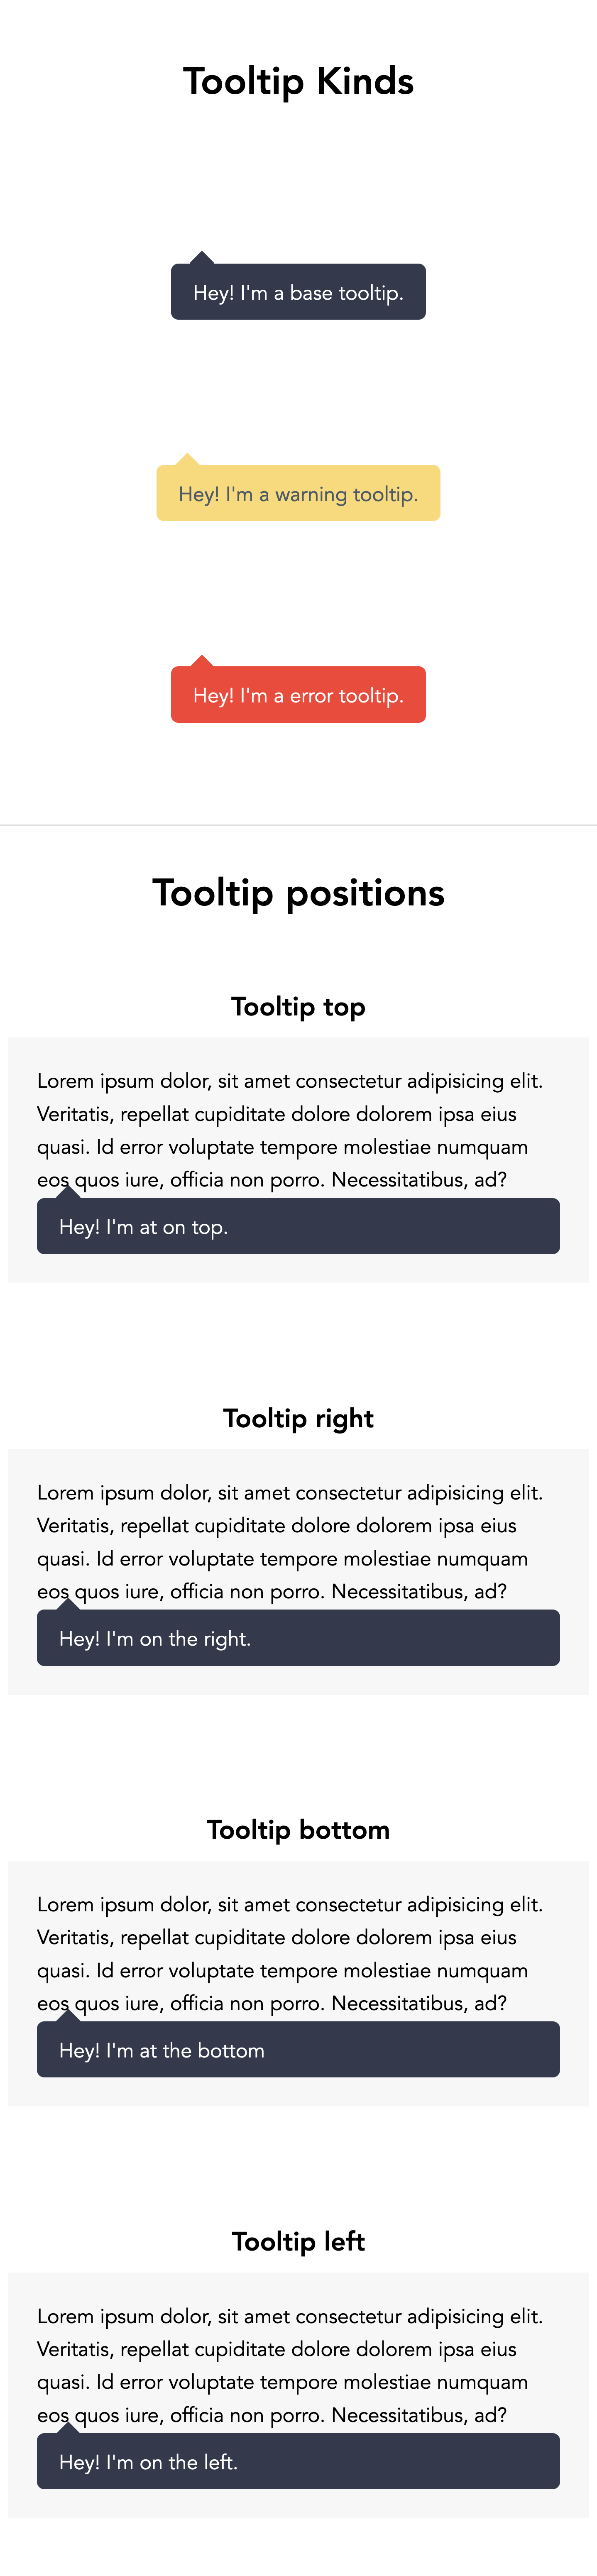 Tooltip Kinds
Hey! I'm a base tooltip.
Hey! I'm a warning tooltip.
Hey! I'm a error tooltip.
Tooltip positions
Tooltip top
Lorem ipsum dolor, sit amet consectetur adipisicing elit.
Veritatis, repellat cupiditate dolore dolorem ipsa eius
quasi. Id error voluptate tempore molestiae numquam
eos quos iure, officia non porro. Necessitatibus, ad?
Hey! I'm at on top.
Tooltip right
Lorem ipsum dolor, sit amet consectetur adipisicing elit.
Veritatis, repellat cupiditate dolore dolorem ipsa eius
quasi. Id error voluptate tempore molestiae numquam
eos quos iure, officia non porro. Necessitatibus, ad?
Hey! I'm on the right.
Tooltip bottom
Lorem ipsum dolor, sit amet consectetur adipisicing elit.
Veritatis, repellat cupiditate dolore dolorem ipsa eius
quasi. Id error voluptate tempore molestiae numquam
eos quos iure, officia non porro. Necessitatibus, ad?
Hey! I'm at the bottom
Tooltip left
Lorem ipsum dolor, sit amet consectetur adipisicing elit.
Veritatis, repellat cupiditate dolore dolorem ipsa eius
quasi. Id error voluptate tempore molestiae numquam
eos quos iure, officia non porro. Necessitatibus, ad?
Hey! I'm on the left.